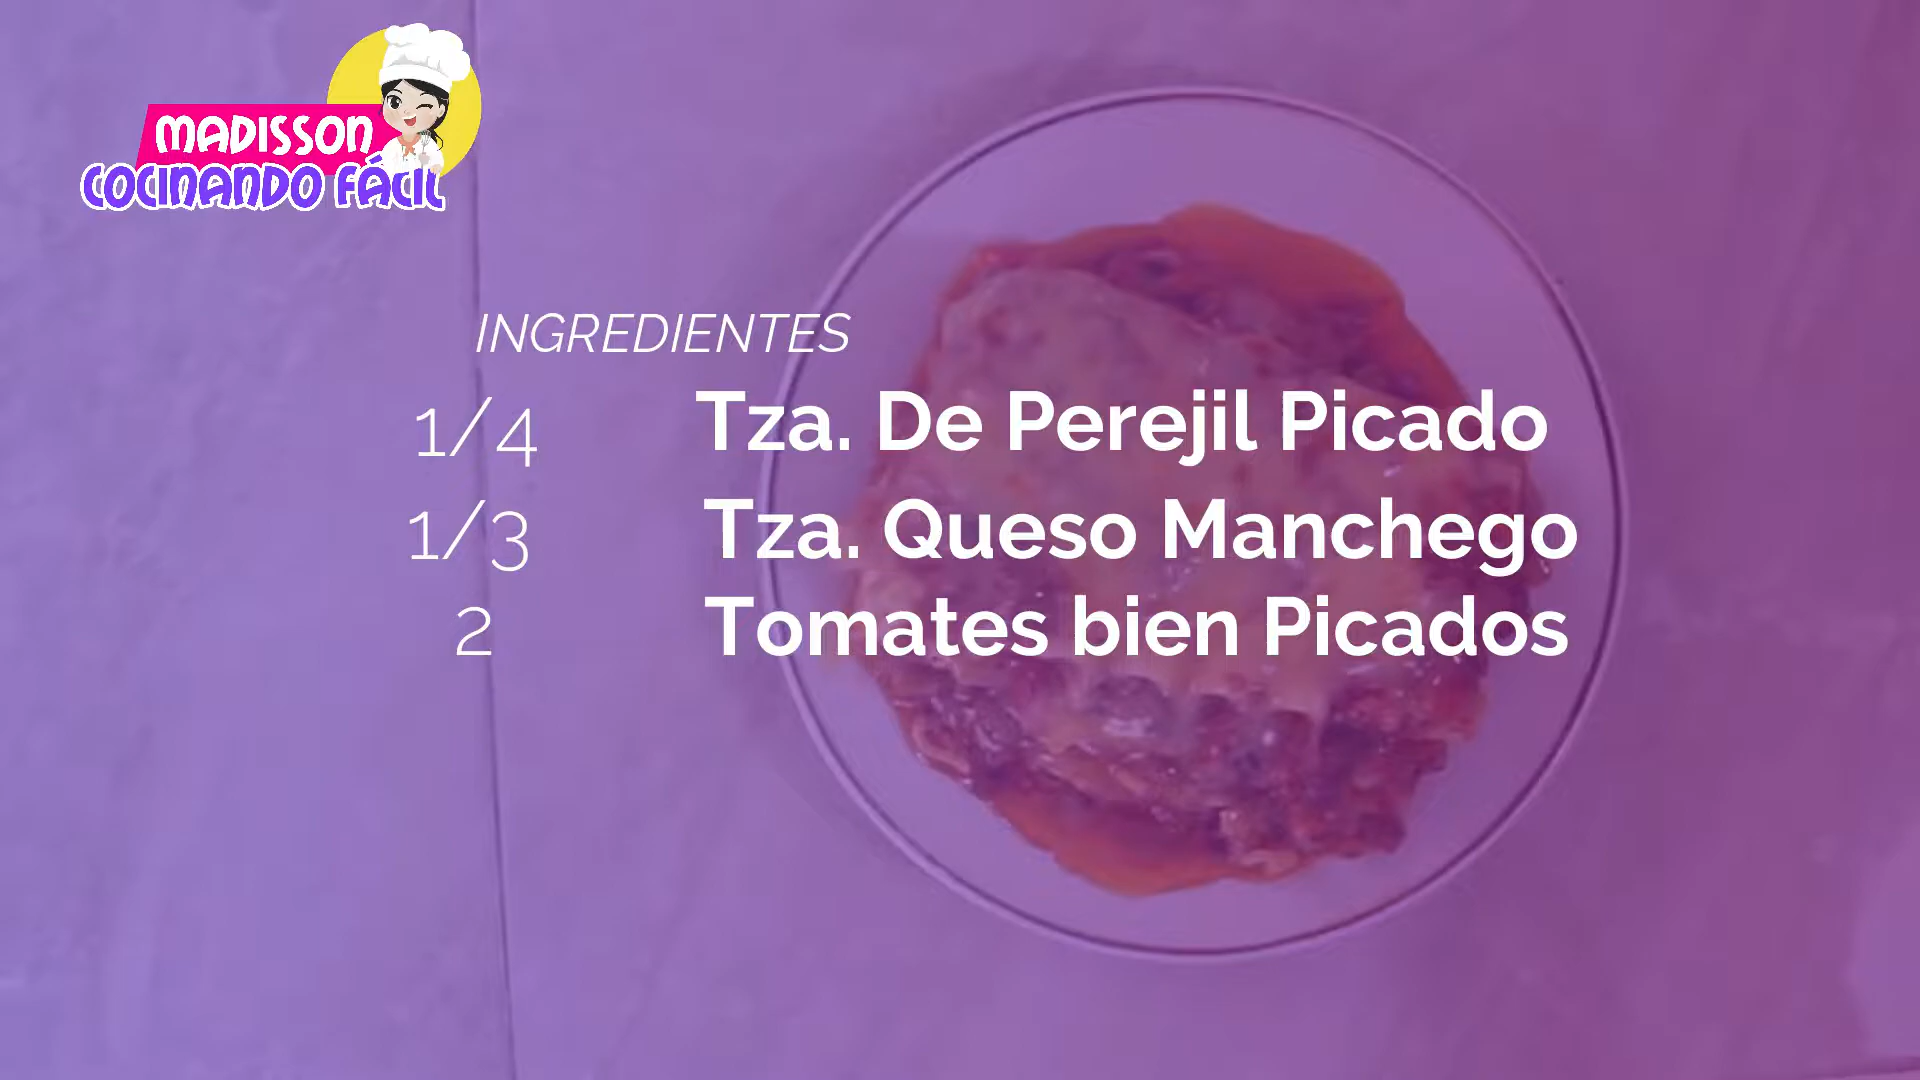 MADISSON
COCINANDO FÁCIL
INGREDIENTES
1/4 Tza. De Perejil Picado
1/3 Tza. Queso Manchego
2 Tomates bien Picados